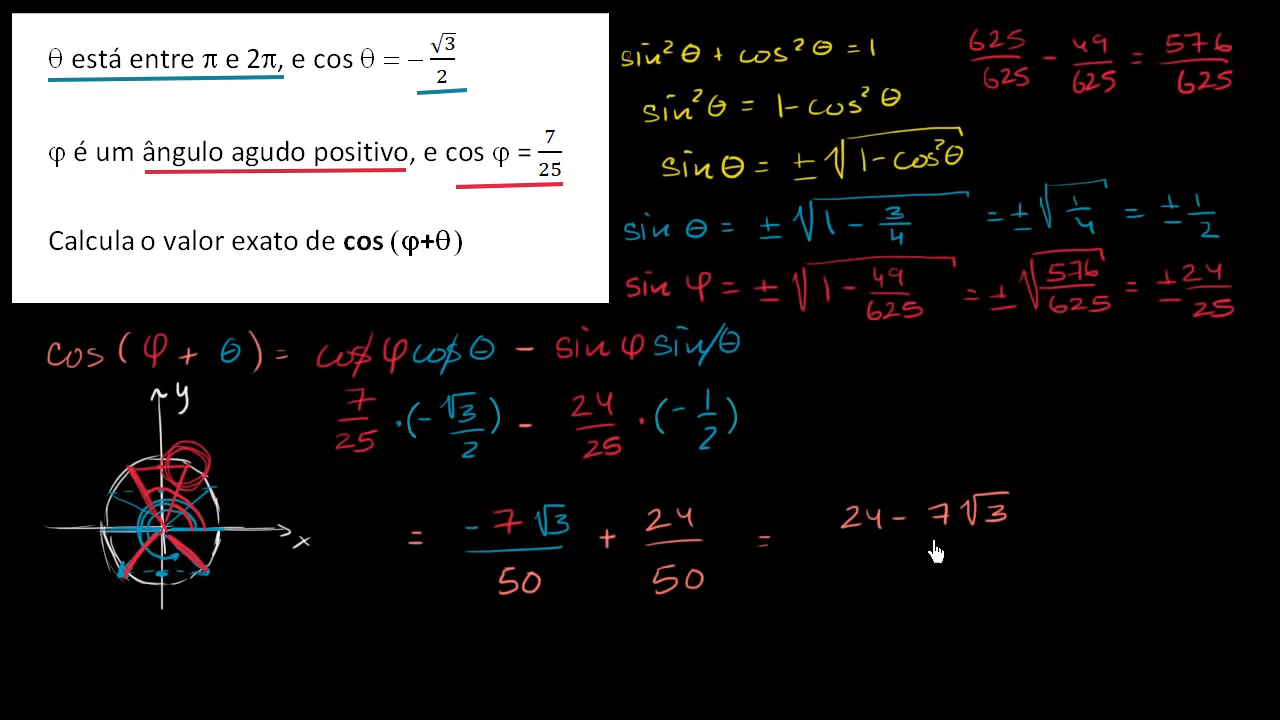 θ está entre π e 2π, e cos θ = − √3/2
φ é um ângulo agudo positivo, e cos φ = 7/25
Calcula o valor exato de cos (φ+θ)
sin²θ + cos²θ = 1
sin²θ = 1 - cos²θ
sin θ = ± √(1 - cos²θ)
625/625 - 49/625 = 576/625
sin θ = ± √(1 - 3/4) = ± √(1/4) = ± 1/2
sin φ = ± √(1 - 49/625) = ± √(576/625) = ± 24/25
cos(φ + θ) = cos φ cos θ - sin φ sin θ
7/25 · (- √3/2) - 24/25 · (- 1/2)
y
x
= -7√3/50 + 24/50 = 24 - 7√3